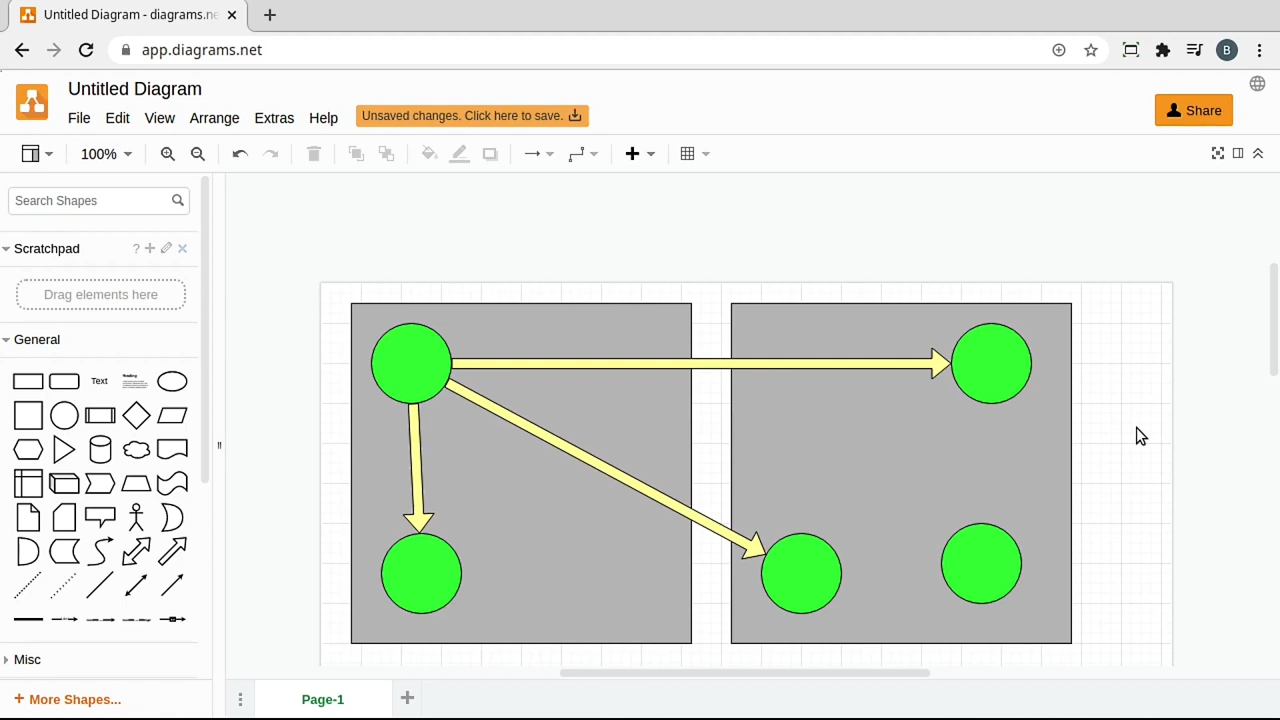 Untitled Diagram - diagrams.ne
app.diagrams.net
B
Untitled Diagram
File Edit View Arrange Extras Help
Unsaved changes. Click here to save.
Share
100%
Search Shapes
Scratchpad
?
Drag elements here
General
Text
Heading
Misc
+ More Shapes...
Page-1